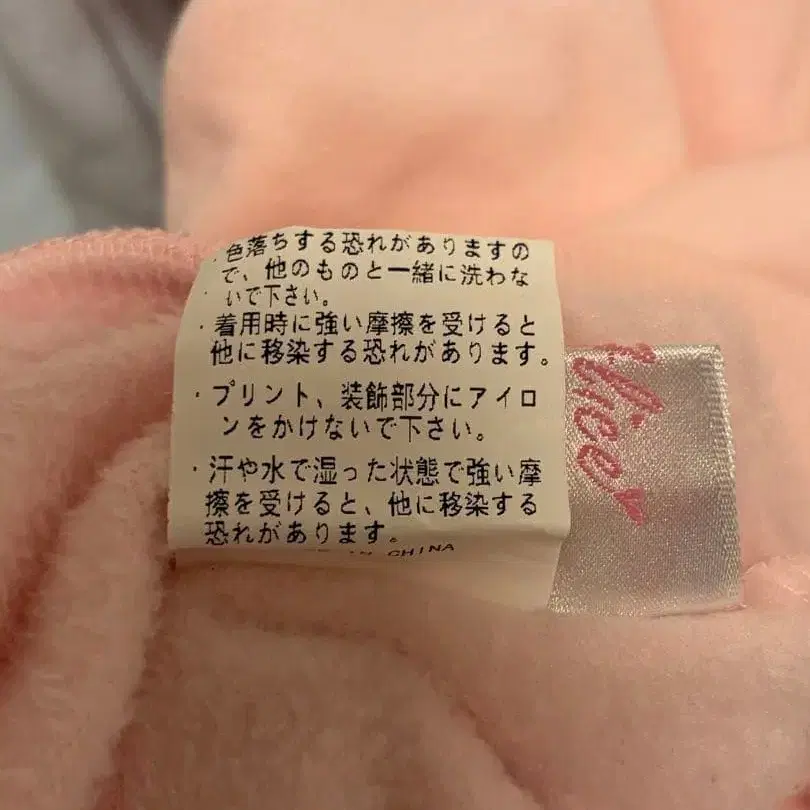 ・色落ちする恐れがありますの
で、他のものと一緒に洗わな
いで下さい。
・着用時に強い摩擦を受けると
他に移染する恐れがあります。
・プリント、装飾部分にアイロ
ンをかけないで下さい。
・汗や水で湿った状態で強い摩
擦を受けると、他に移染する
恐れがあります。
IN CHINA